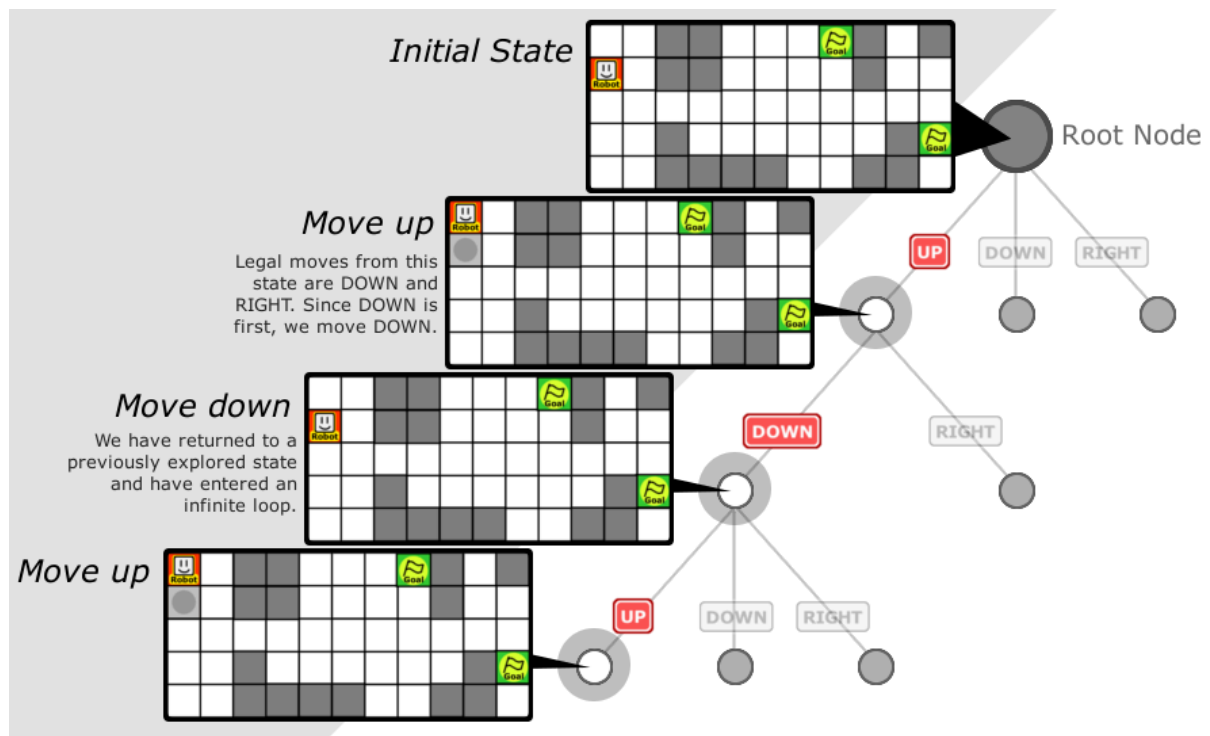 Initial State
Goal
Robot
Goal
Root Node
Move up
Legal moves from this
state are DOWN and
RIGHT. Since DOWN is
first, we move DOWN.
Robot
Goal
Goal
UP
DOWN
RIGHT
Move down
We have returned to a
previously explored state
and have entered an
infinite loop.
Goal
Robot
Goal
DOWN
RIGHT
Move up
Robot
Goal
Goal
UP
DOWN
RIGHT